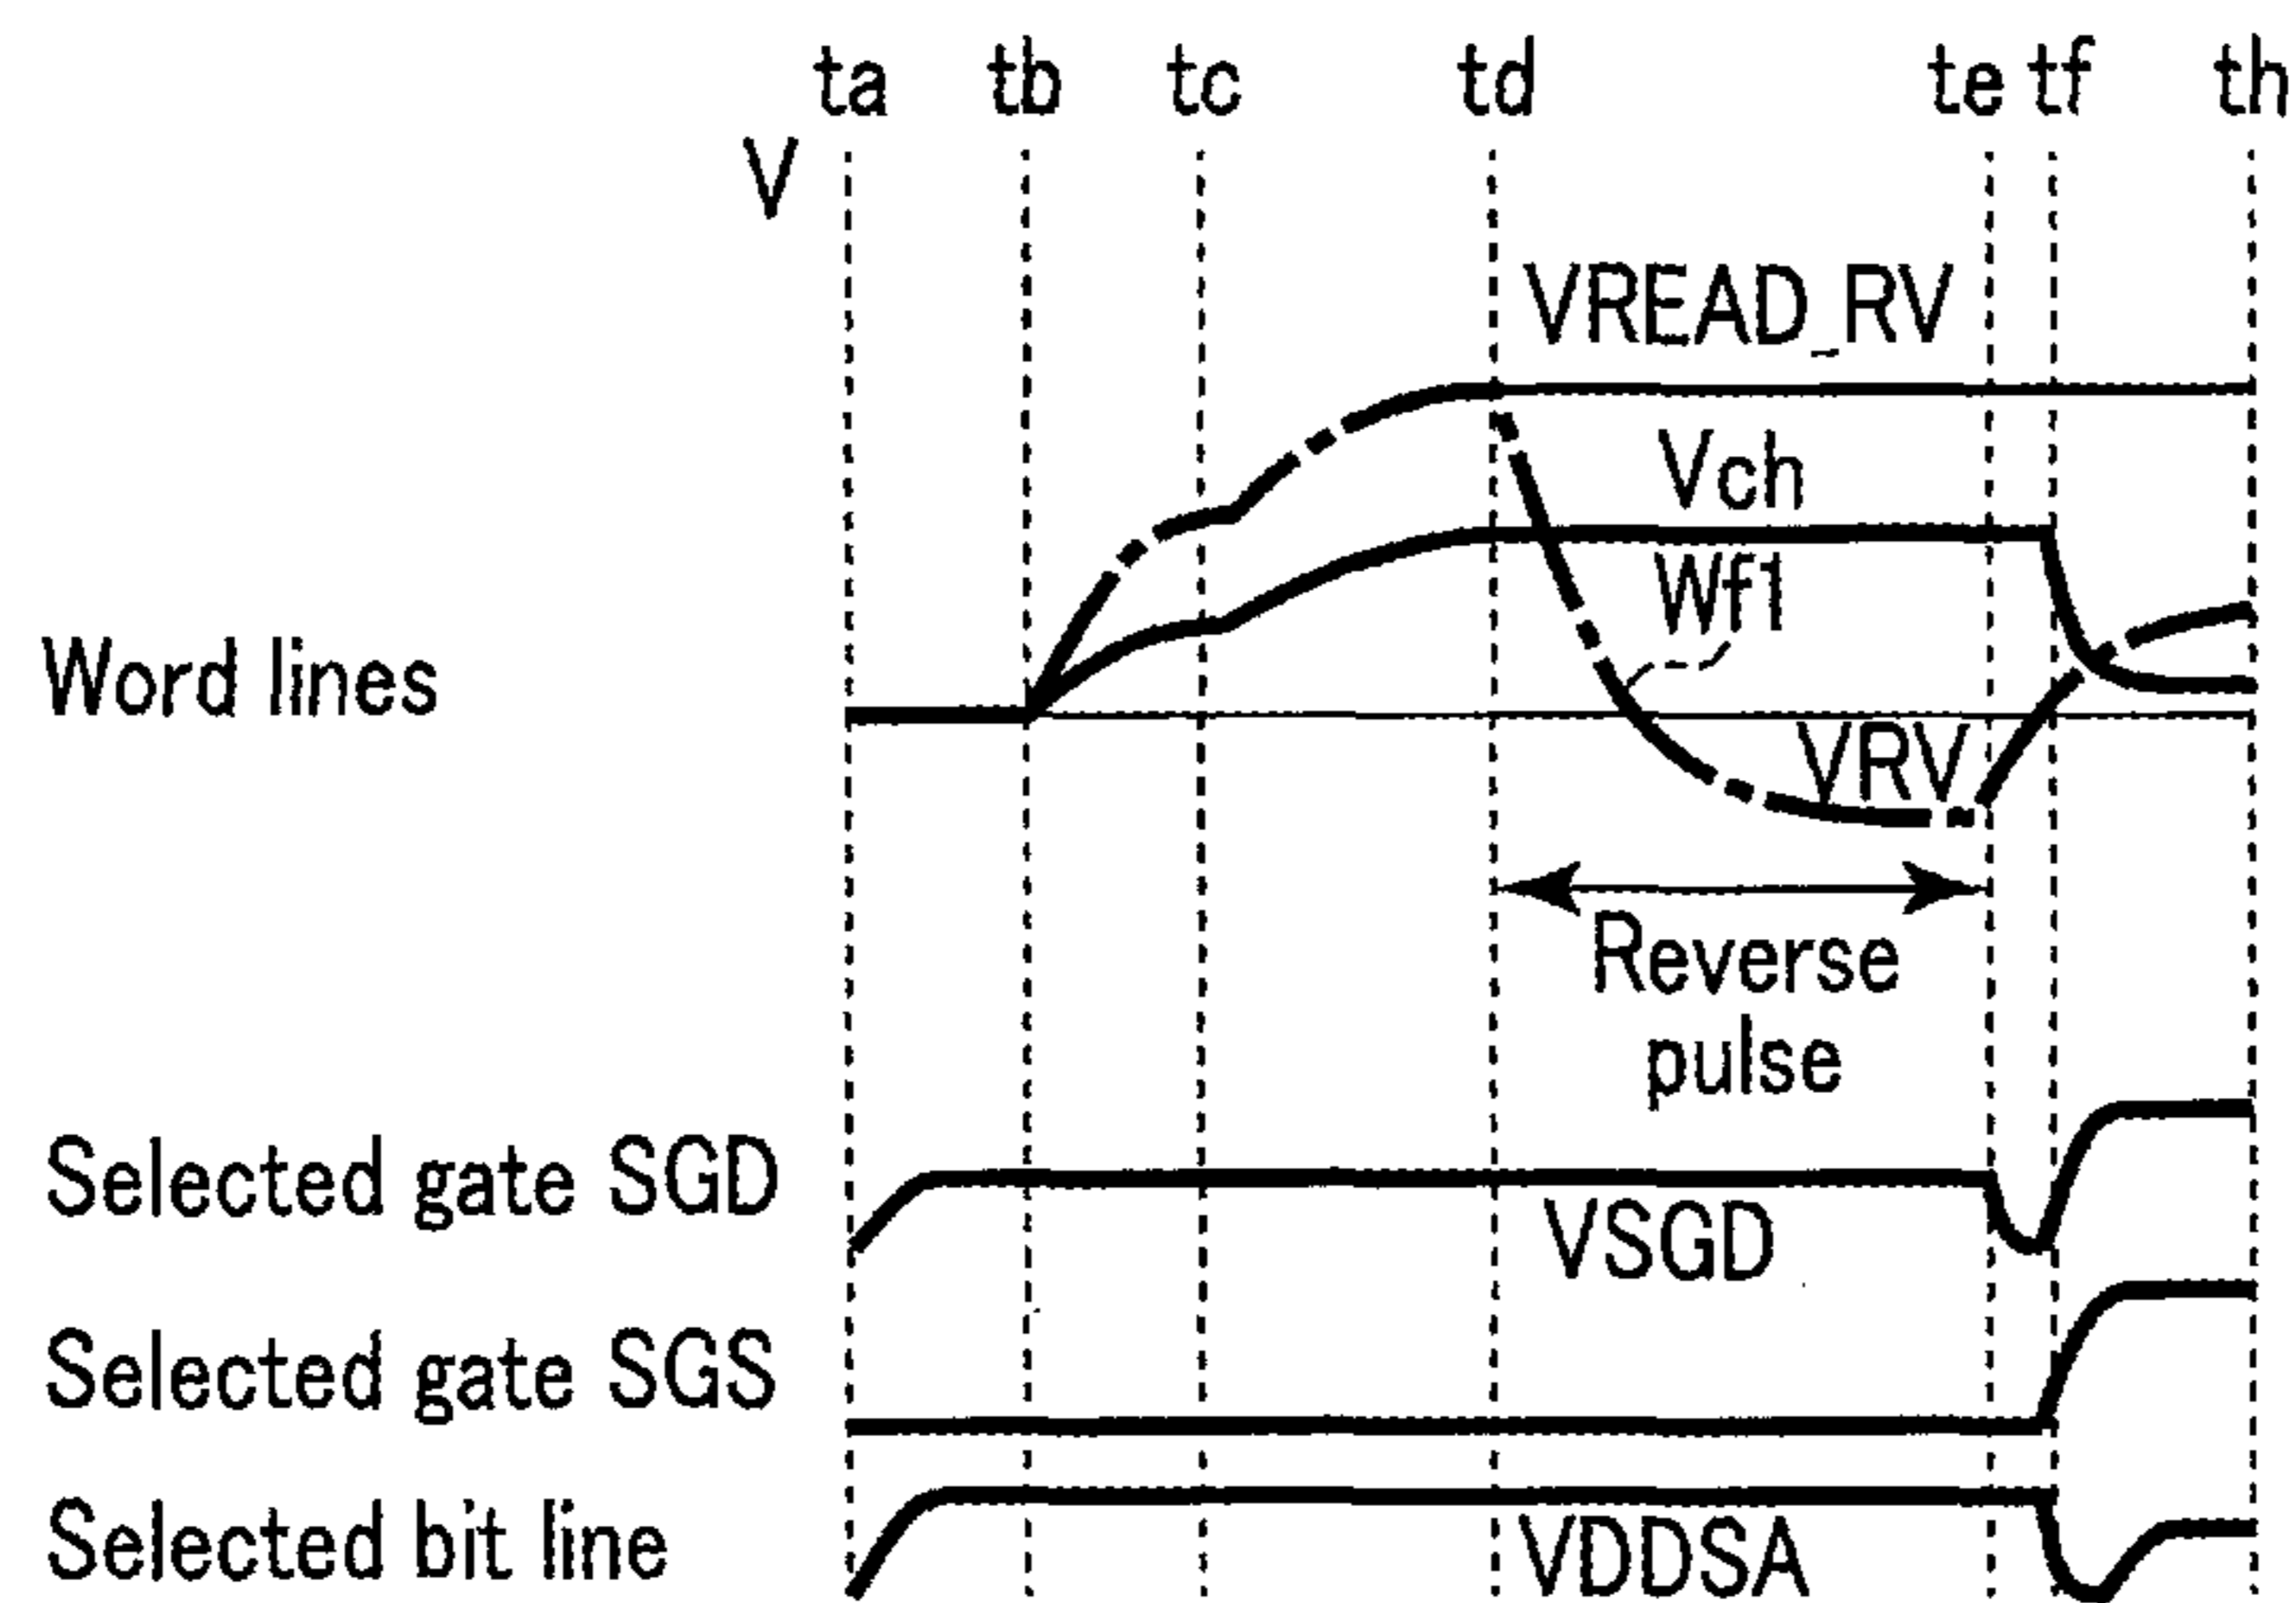 ta tb tc td te tf th
V
VREAD_RV
Vch
Wf1
Word lines
VRV
Reverse
pulse
Selected gate SGD
VSGD
Selected gate SGS
Selected bit line
VDDSA